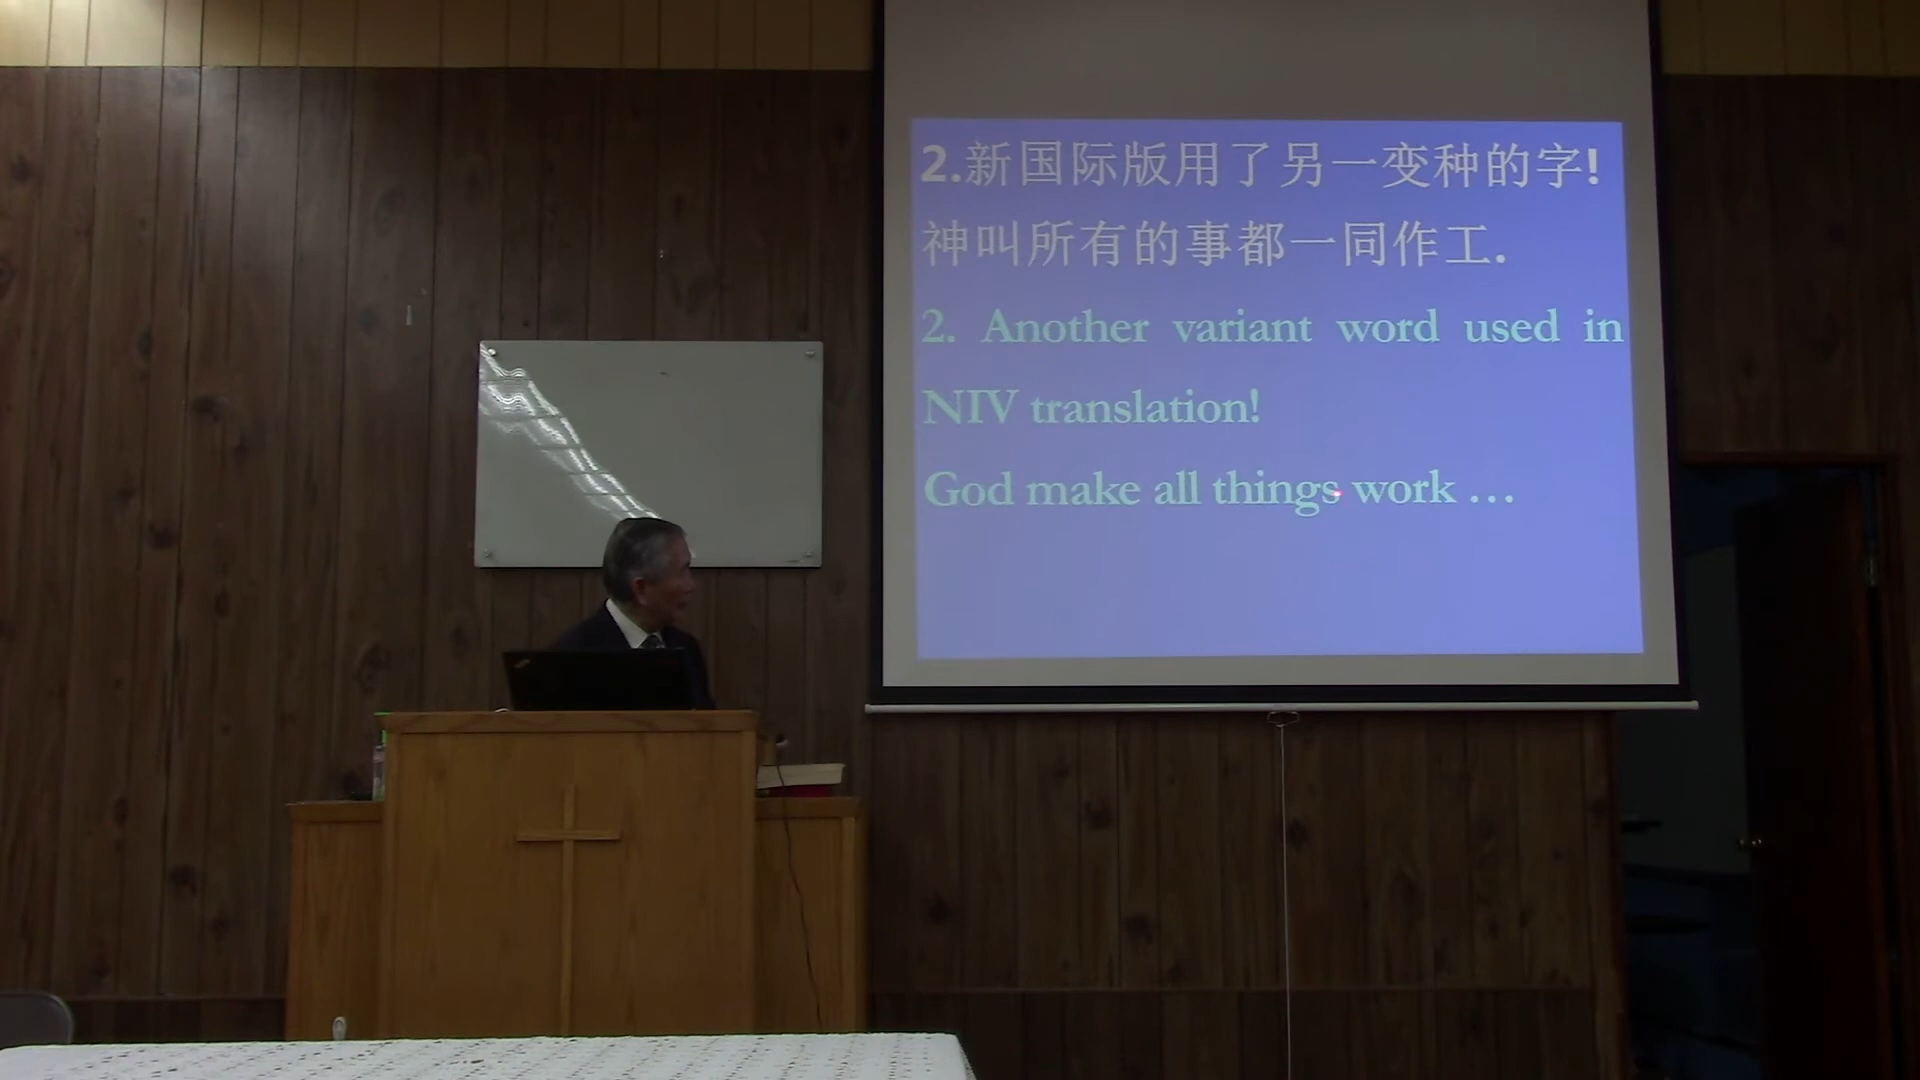 2.新国际版用了另一变种的字!
神叫所有的事都一同作工.
2. Another variant word used in
NIV translation!
God make all things work …